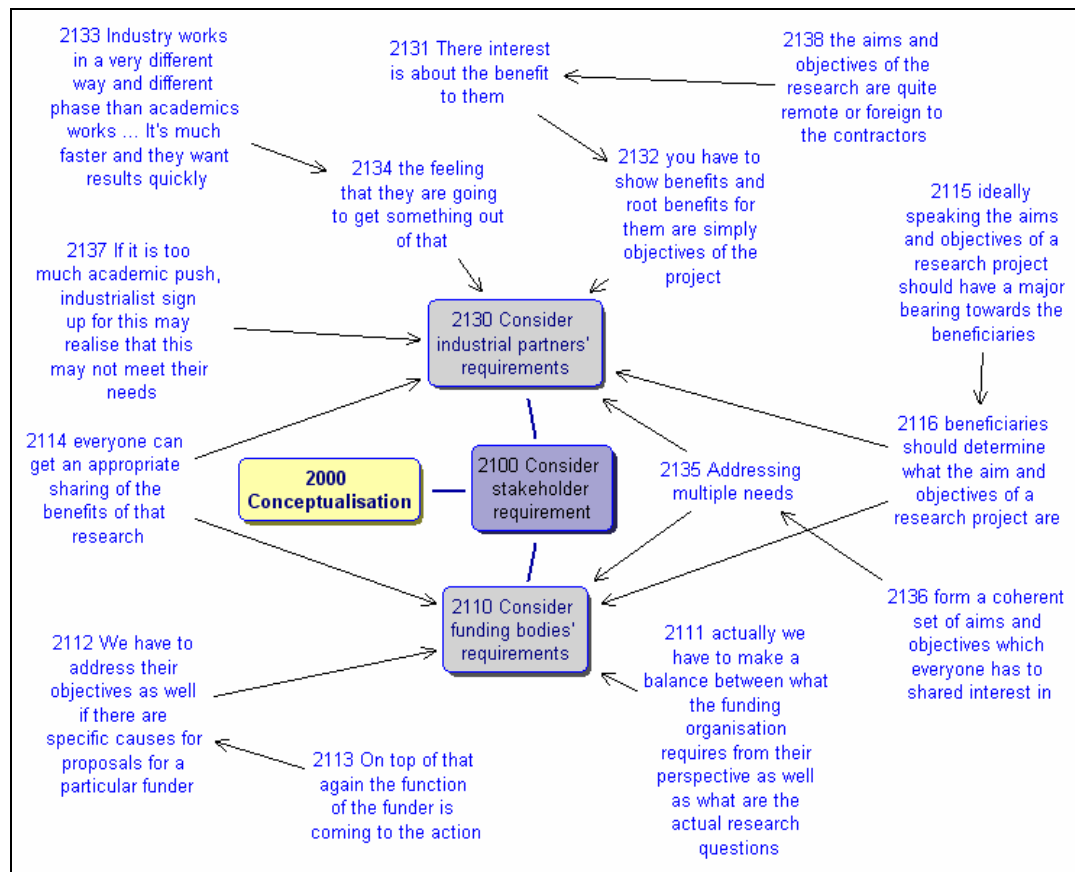 2133 Industry works
in a very different
way and different
phase than academics
works ... It's much
faster and they want
results quickly
2131 There interest
is about the benefit
to them
2138 the aims and
objectives of the
research are quite
remote or foreign to
the contractors
2134 the feeling
that they are going
to get something out
of that
2132 you have to
show benefits and
root benefits for
them are simply
objectives of the
project
2115 ideally
speaking the aims
and objectives of a
research project
should have a major
bearing towards the
beneficiaries
2137 If it is too
much academic push,
industrialist sign
up for this may
realise that this
may not meet their
needs
2130 Consider
industrial partners'
requirements
2114 everyone can
get an appropriate
sharing of the
benefits of that
research
2000
Conceptualisation
2100 Consider
stakeholder
requirement
2135 Addressing
multiple needs
2116 beneficiaries
should determine
what the aim and
objectives of a
research project are
2110 Consider
funding bodies'
requirements
2136 form a coherent
set of aims and
objectives which
everyone has to
shared interest in
2112 We have to
address their
objectives as well
if there are
specific causes for
proposals for a
particular funder
2113 On top of that
again the function
of the funder is
coming to the action
2111 actually we
have to make a
balance between what
the funding
organisation
requires from their
perspective as well
as what are the
actual research
questions